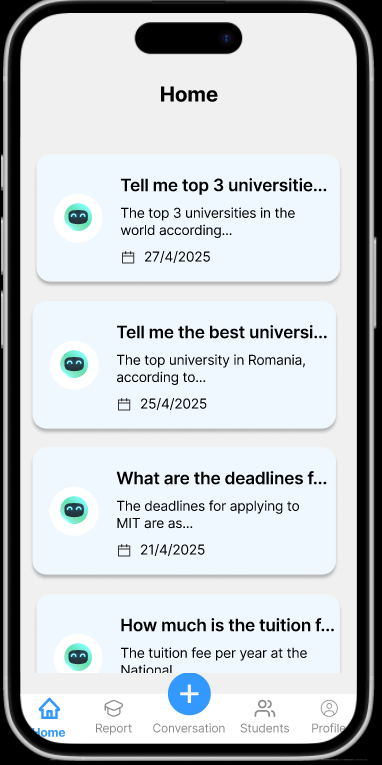 Home
Tell me top 3 universitie...
The top 3 universities in the
world according...
27/4/2025
Tell me the best universi...
The top university in Romania,
according to...
25/4/2025
What are the deadlines f...
The deadlines for applying to
MIT are as...
21/4/2025
How much is the tuition f...
The tuition fee per year at the
National
Home Report Conversation Students Profile